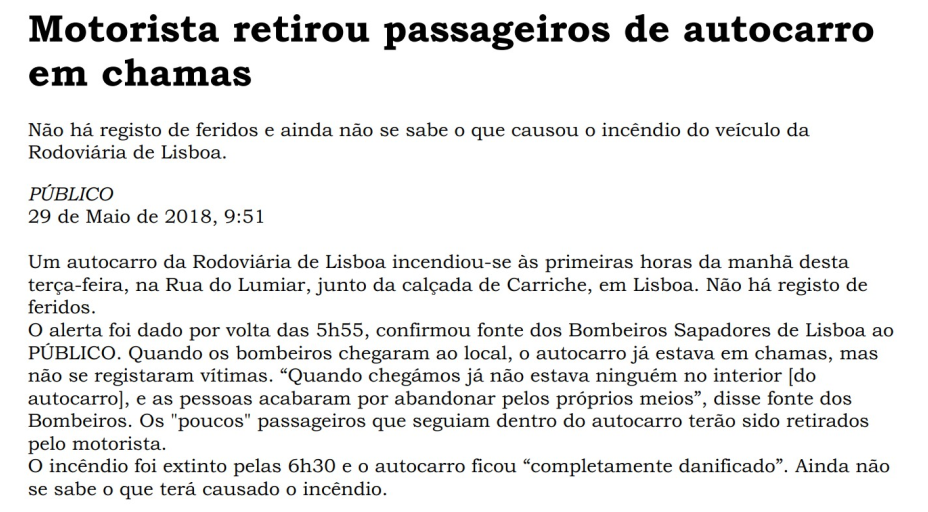 Motorista retirou passageiros de autocarro
em chamas
Não há registo de feridos e ainda não se sabe o que causou o incêndio do veículo da
Rodoviária de Lisboa.
PÚBLICO
29 de Maio de 2018, 9:51
Um autocarro da Rodoviária de Lisboa incendiou-se às primeiras horas da manhã desta
terça-feira, na Rua do Lumiar, junto da calçada de Carriche, em Lisboa. Não há registo de
feridos.
O alerta foi dado por volta das 5h55, confirmou fonte dos Bombeiros Sapadores de Lisboa ao
PÚBLICO. Quando os bombeiros chegaram ao local, o autocarro já estava em chamas, mas
não se registaram vítimas. “Quando chegámos já não estava ninguém no interior [do
autocarro], e as pessoas acabaram por abandonar pelos próprios meios”, disse fonte dos
Bombeiros. Os "poucos" passageiros que seguiam dentro do autocarro terão sido retirados
pelo motorista.
O incêndio foi extinto pelas 6h30 e o autocarro ficou “completamente danificado”. Ainda não
se sabe o que terá causado o incêndio.